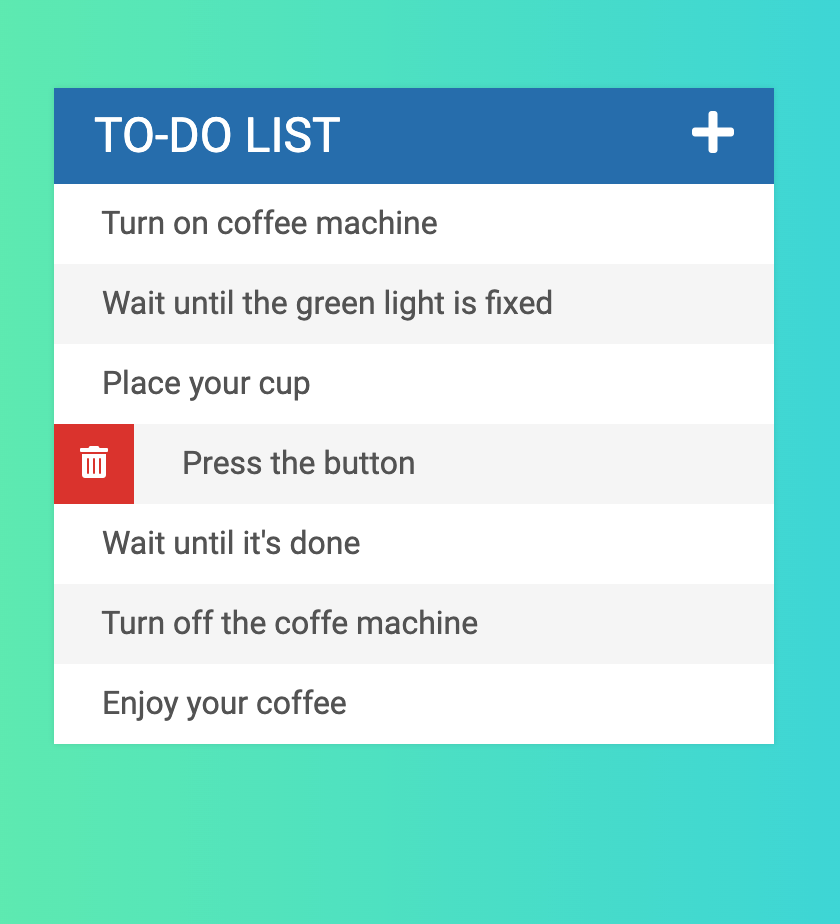 TO-DO LIST
Turn on coffee machine
Wait until the green light is fixed
Place your cup
Press the button
Wait until it's done
Turn off the coffe machine
Enjoy your coffee